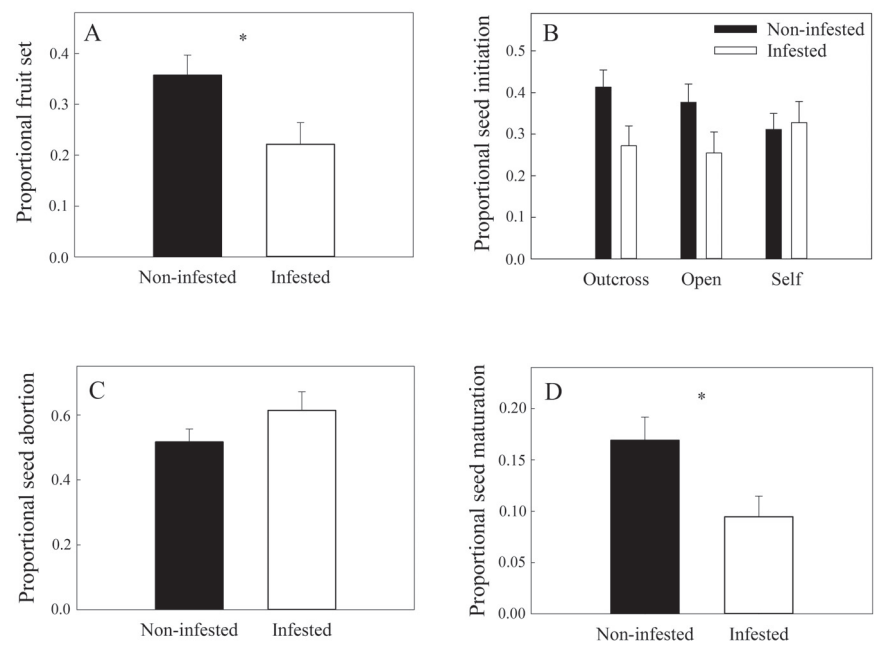 A
*
Proportional fruit set
0.4
0.3
0.2
0.1
0.0
Non-infested Infested
B
Non-infested
Infested
Proportional seed initiation
0.5
0.4
0.3
0.2
0.1
0.0
Outcross Open Self
C
Proportional seed abortion
0.6
0.4
0.2
0.0
Non-infested Infested
D
*
Proportional seed maturation
0.20
0.15
0.10
0.05
0.00
Non-infested Infested